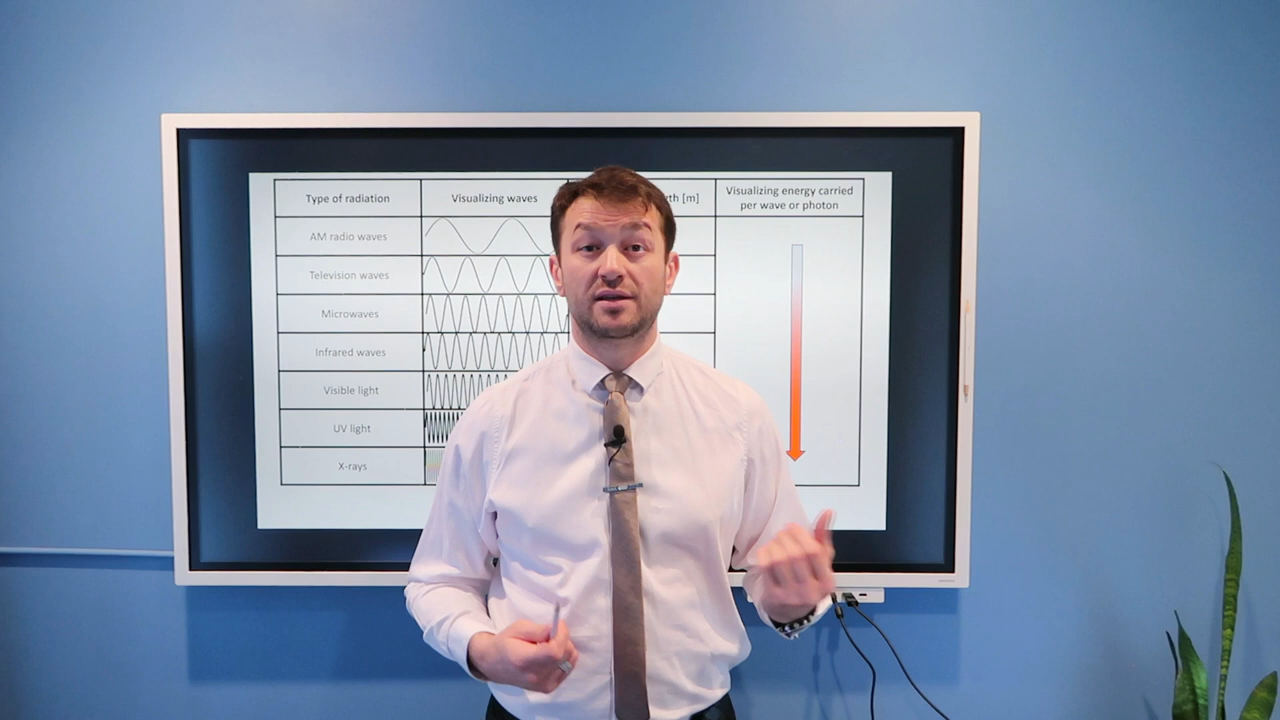 Type of radiation
Visualizing waves
[m]
Visualizing energy carried
per wave or photon
AM radio waves
Television waves
Microwaves
Infrared waves
Visible light
UV light
X-rays